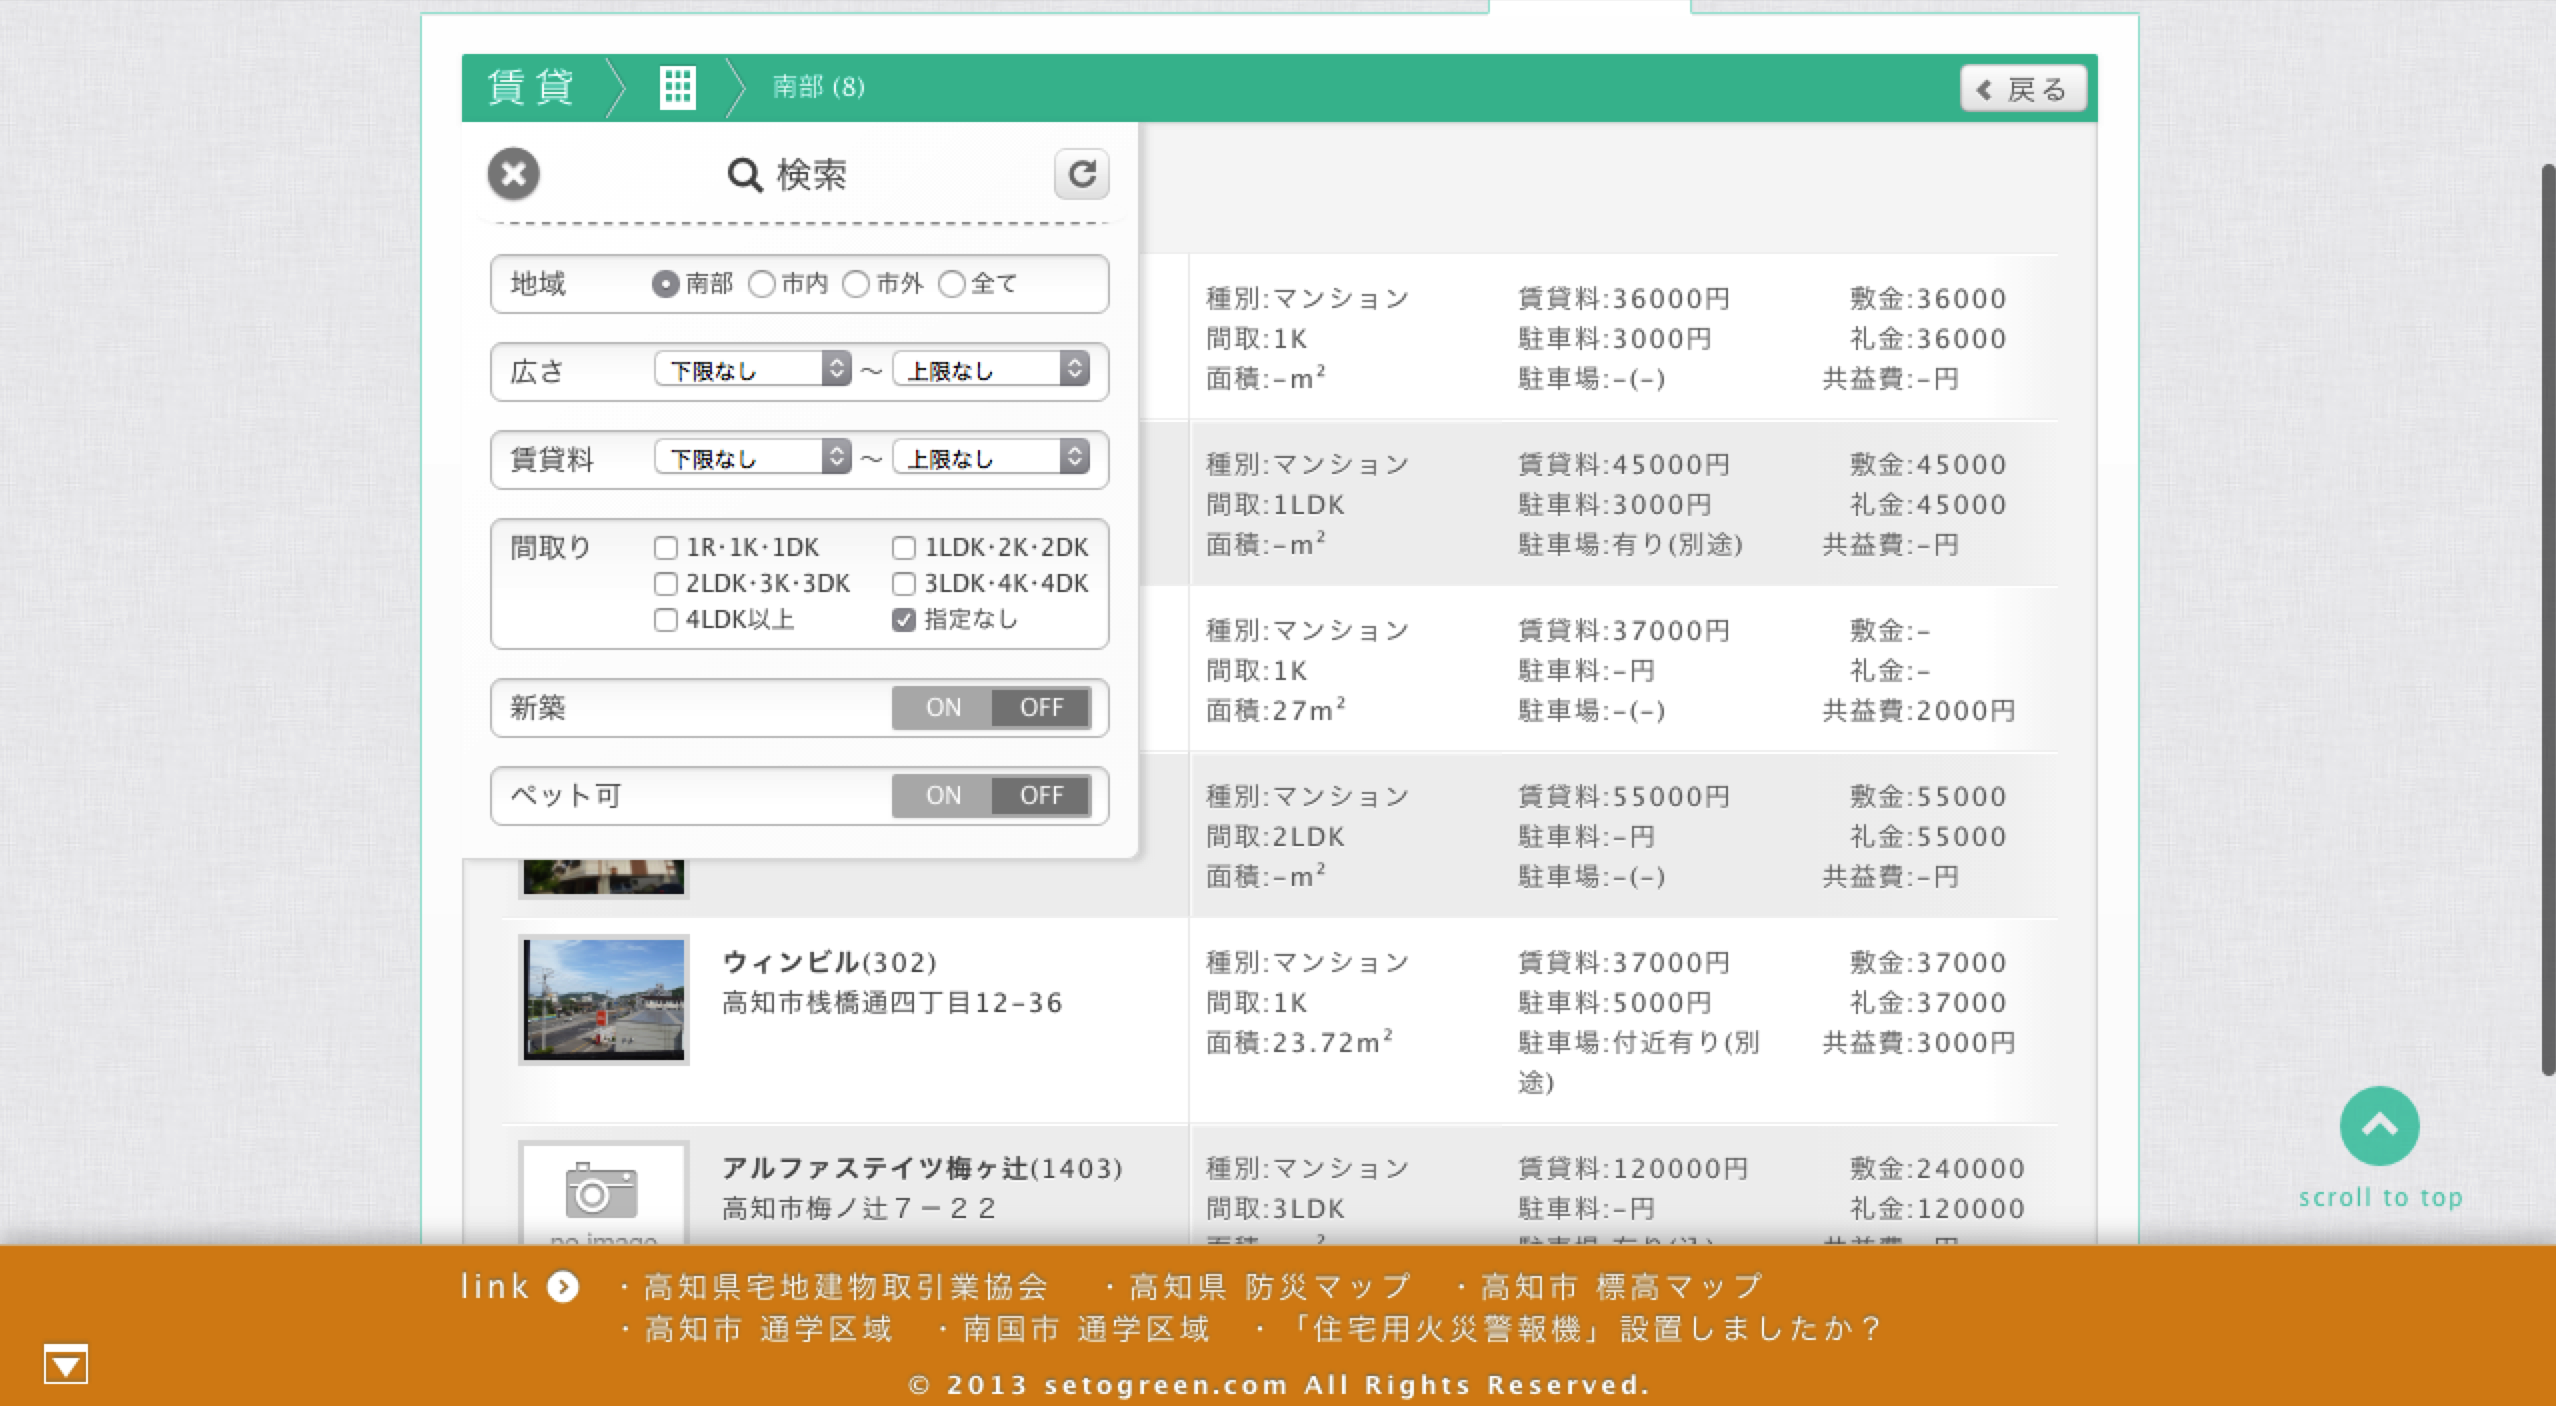 賃貸 南部 (8) 戻る
検索
地域 南部 市内 市外 全て
広さ 下限なし ～ 上限なし
賃貸料 下限なし ～ 上限なし
間取り 1R・1K・1DK 1LDK・2K・2DK
2LDK・3K・3DK 3LDK・4K・4DK
4LDK以上 指定なし
新築 ON OFF
ペット可 ON OFF
種別:マンション 賃貸料:36000円 敷金:36000
間取:1K 駐車料:3000円 礼金:36000
面積:–m² 駐車場:–(–) 共益費:–円
種別:マンション 賃貸料:45000円 敷金:45000
間取:1LDK 駐車料:3000円 礼金:45000
面積:–m² 駐車場:有り(別途) 共益費:–円
種別:マンション 賃貸料:37000円 敷金:–
間取:1K 駐車料:–円 礼金:–
面積:27m² 駐車場:–(–) 共益費:2000円
種別:マンション 賃貸料:55000円 敷金:55000
間取:2LDK 駐車料:–円 礼金:55000
面積:–m² 駐車場:–(–) 共益費:–円
ウィンビル(302) 種別:マンション 賃貸料:37000円 敷金:37000
高知市桟橋通四丁目12–36 間取:1K 駐車料:5000円 礼金:37000
面積:23.72m² 駐車場:付近有り(別 共益費:3000円
途)
アルファステイツ梅ヶ辻(1403) 種別:マンション 賃貸料:120000円 敷金:240000
高知市梅ノ辻７－２２ 間取:3LDK 駐車料:–円 礼金:120000
no image
scroll to top
link ・高知県宅地建物取引業協会 ・高知県 防災マップ ・高知市 標高マップ
・高知市 通学区域 ・南国市 通学区域 ・「住宅用火災警報機」設置しましたか？
© 2013 setogreen.com All Rights Reserved.